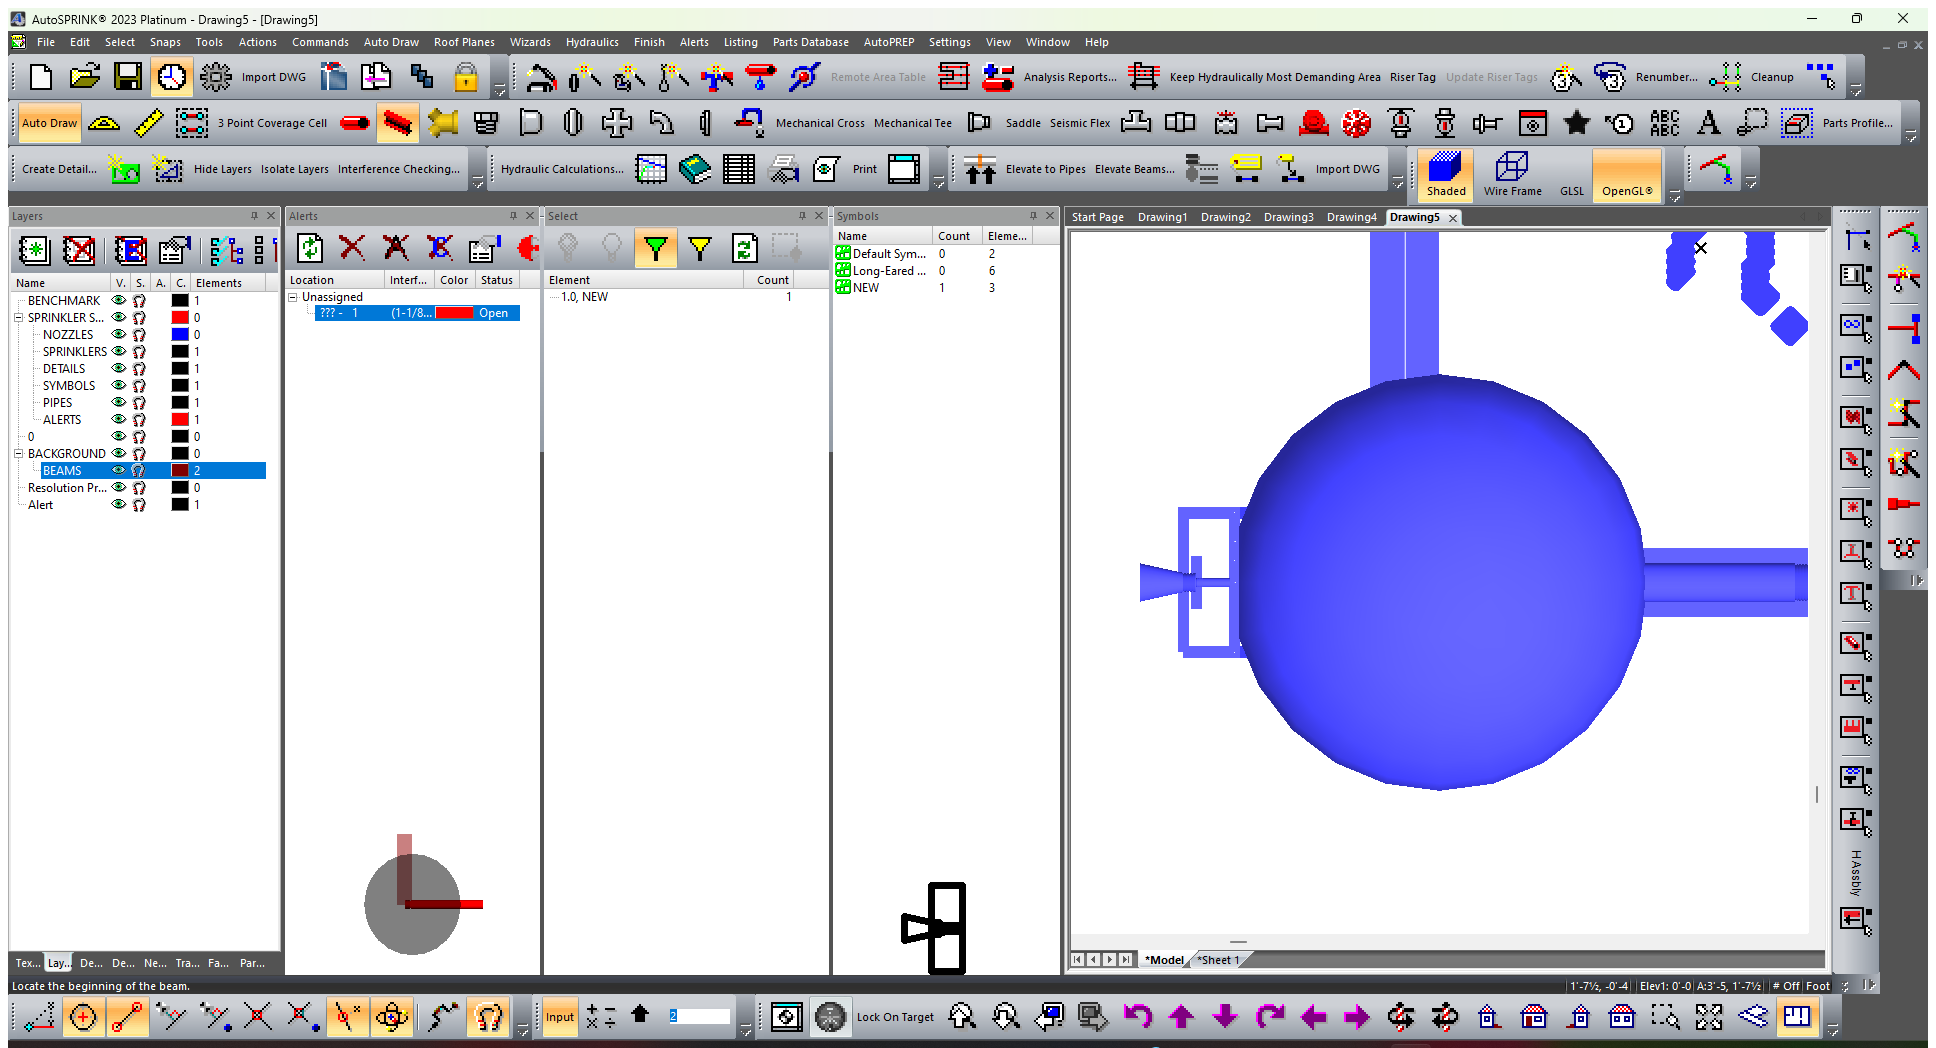 AutoSPRINK® 2023 Platinum - Drawing5 - [Drawing5]
File Edit Select Snaps Tools Actions Commands Auto Draw Roof Planes Wizards Hydraulics Finish Alerts Listing Parts Database AutoPREP Settings View Window Help
Import DWG Remote Area Table Analysis Reports... Keep Hydraulically Most Demanding Area Riser Tag Update Riser Tags 3 3 Renumber... Cleanup
Auto Draw 3 Point Coverage Cell Mechanical Cross Mechanical Tee Saddle Seismic Flex 1 ABC ABC A Parts Profile...
Create Detail... Hide Layers Isolate Layers Interference Checking... Hydraulic Calculations... Print Elevate to Pipes Elevate Beams... Import DWG Shaded Wire Frame GLSL OpenGL®
Layers Alerts Select Symbols Start Page Drawing1 Drawing2 Drawing3 Drawing4 Drawing5
Name V. S. A. C. Elements
BENCHMARK 1
SPRINKLER S... 0
NOZZLES 0
SPRINKLERS 1
DETAILS 1
SYMBOLS 1
PIPES 1
ALERTS 1
0 0
BACKGROUND 0
BEAMS 2
Resolution Pr... 0
Alert 1
Location Interf... Color Status
Unassigned
??? - 1 (1-1/8... Open
Element Count
1.0, NEW 1
Name Count Eleme...
Default Sym... 0 2
Long-Eared ... 0 6
NEW 1 3
H Assbly
Tex... Lay... De... De... Ne... Tra... Fa... Par...
*Model *Sheet 1
Locate the beginning of the beam. 1'-7½, -0'-4 Elev1: 0'-0 A:3'-5, 1'-7½ # Off Foot
Input 2 Lock On Target